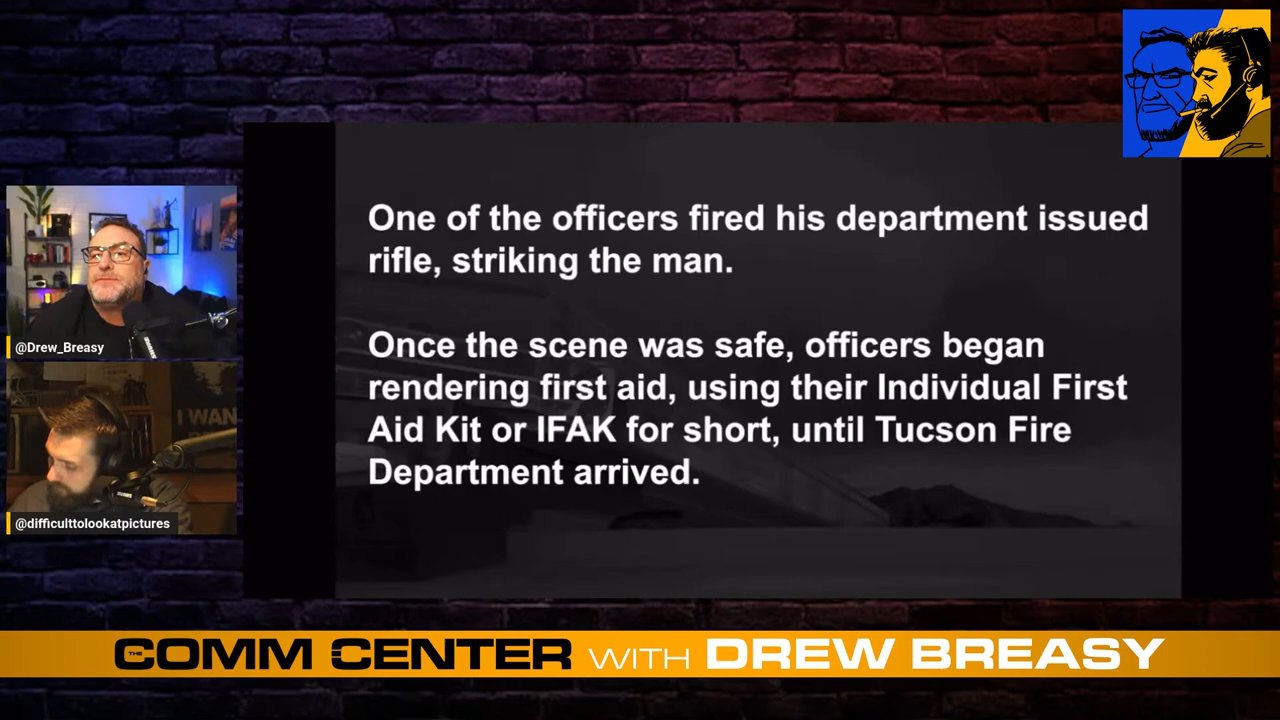 One of the officers fired his department issued
rifle, striking the man.
Once the scene was safe, officers began
rendering first aid, using their Individual First
Aid Kit or IFAK for short, until Tucson Fire
Department arrived.
@Drew_Breasy
I WAN
@difficulttolookatpictures
THE COMM CENTER WITH DREW BREASY